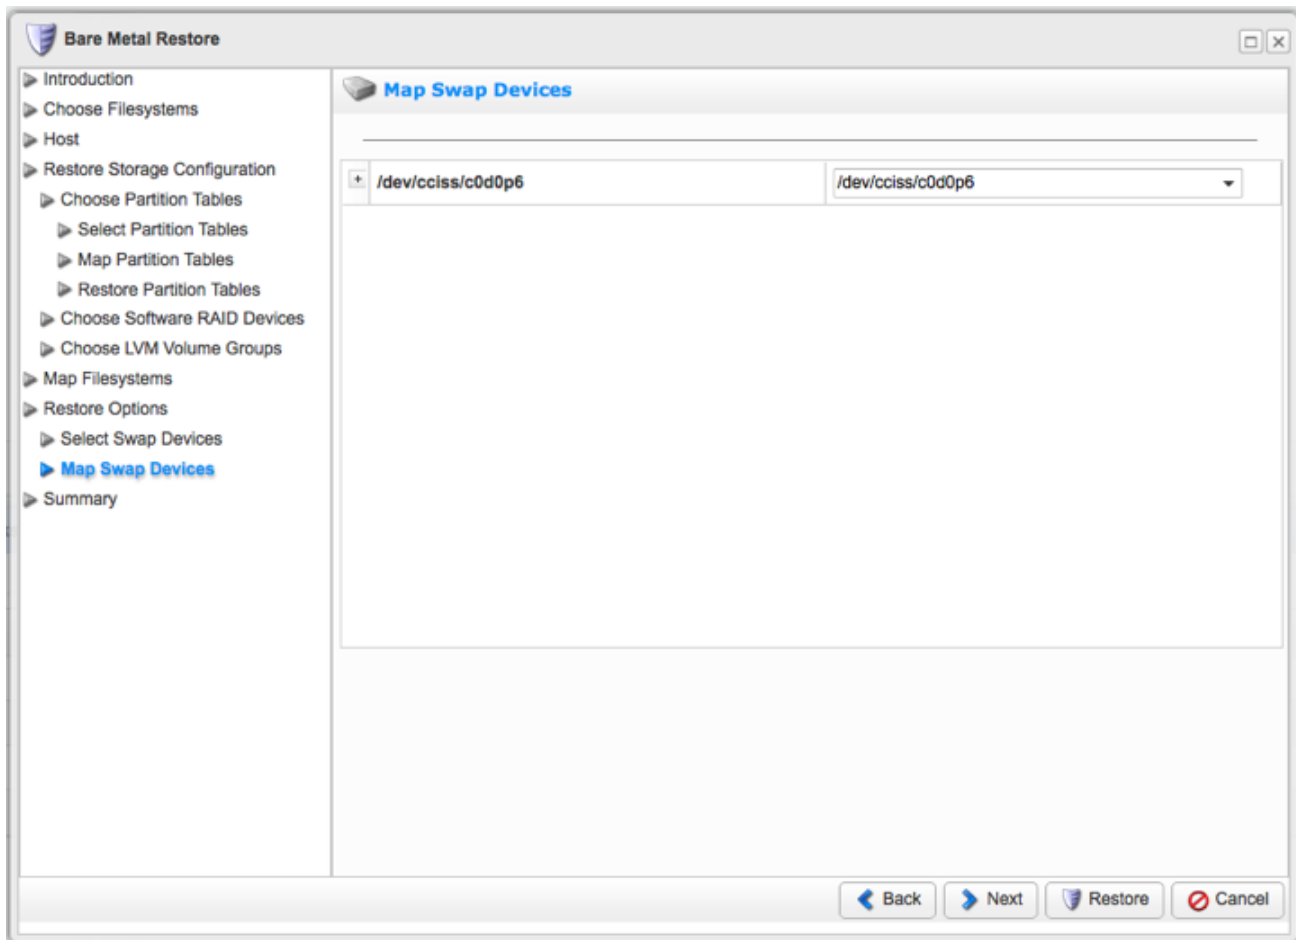 Bare Metal Restore
Introduction
Choose Filesystems
Host
Restore Storage Configuration
Choose Partition Tables
Select Partition Tables
Map Partition Tables
Restore Partition Tables
Choose Software RAID Devices
Choose LVM Volume Groups
Map Filesystems
Restore Options
Select Swap Devices
Map Swap Devices
Summary
Map Swap Devices
/dev/cciss/c0d0p6 /dev/cciss/c0d0p6
Back Next Restore Cancel